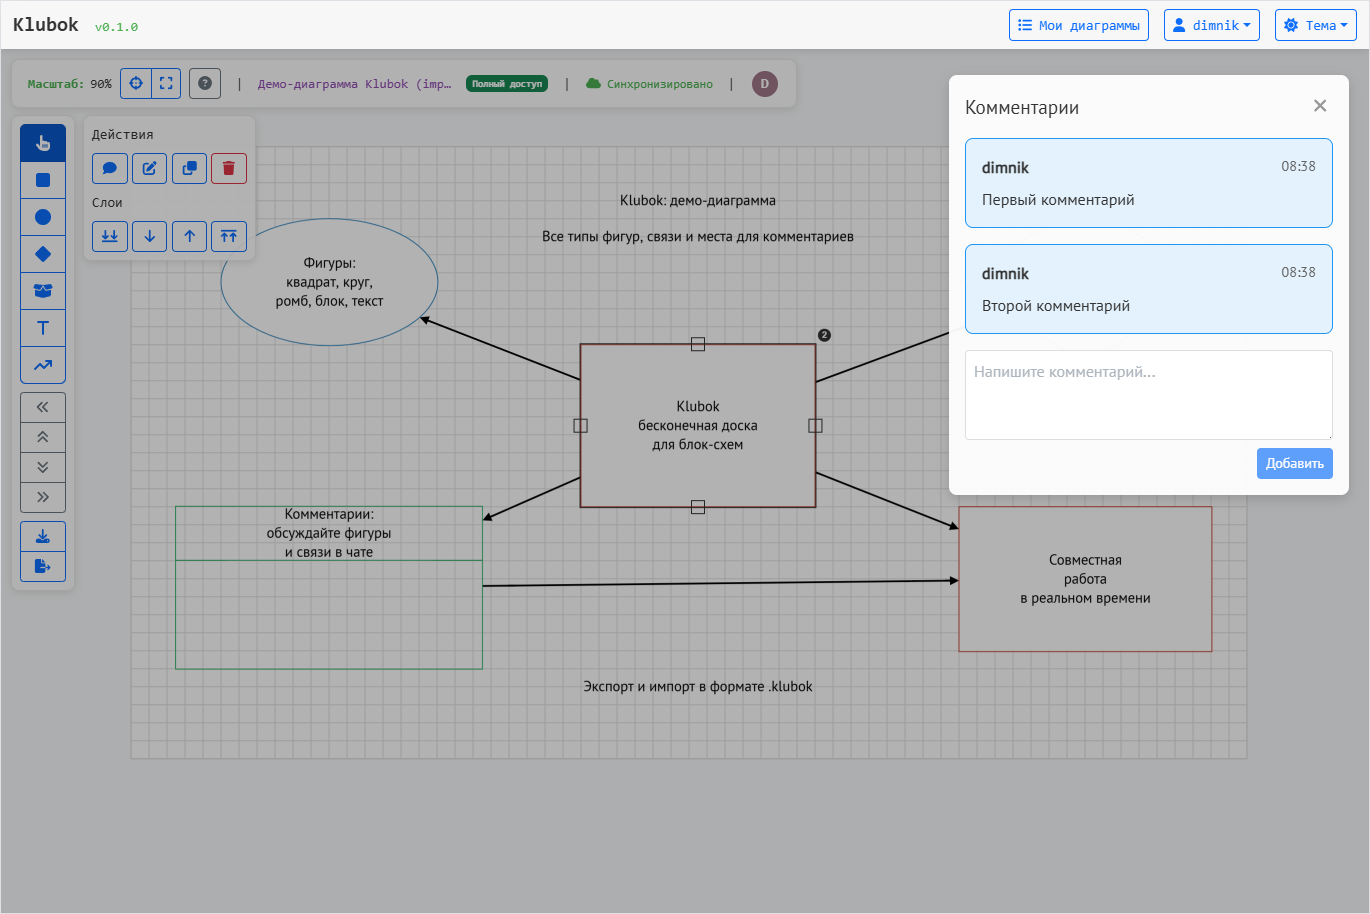 Klubok v0.1.0
Мои диаграммы
dimnik
Тема
Масштаб: 90%
|
Демо-диаграмма Klubok (imp…
Полный доступ
|
Синхронизировано
|
D
Действия
Слои
T
Klubok: демо-диаграмма
Все типы фигур, связи и места для комментариев
Фигуры:
квадрат, круг,
ромб, блок, текст
2
Klubok
бесконечная доска
для блок-схем
Комментарии:
обсуждайте фигуры
и связи в чате
Совместная
работа
в реальном времени
Экспорт и импорт в формате .klubok
Комментарии
dimnik 08:38
Первый комментарий
dimnik 08:38
Второй комментарий
Напишите комментарий...
Добавить